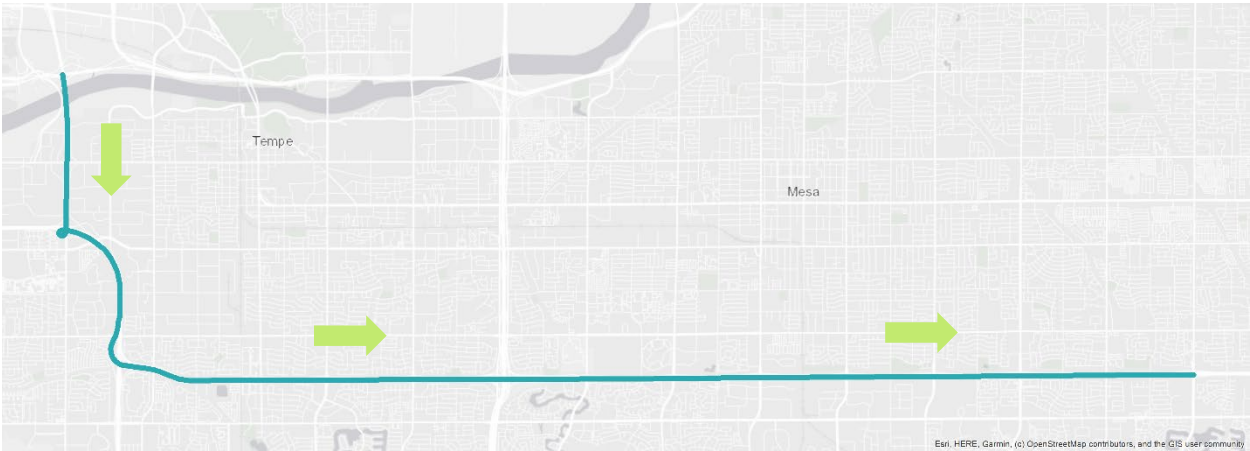 Tempe
Mesa
Esri, HERE, Garmin, (c) OpenStreetMap contributors, and the GIS user community